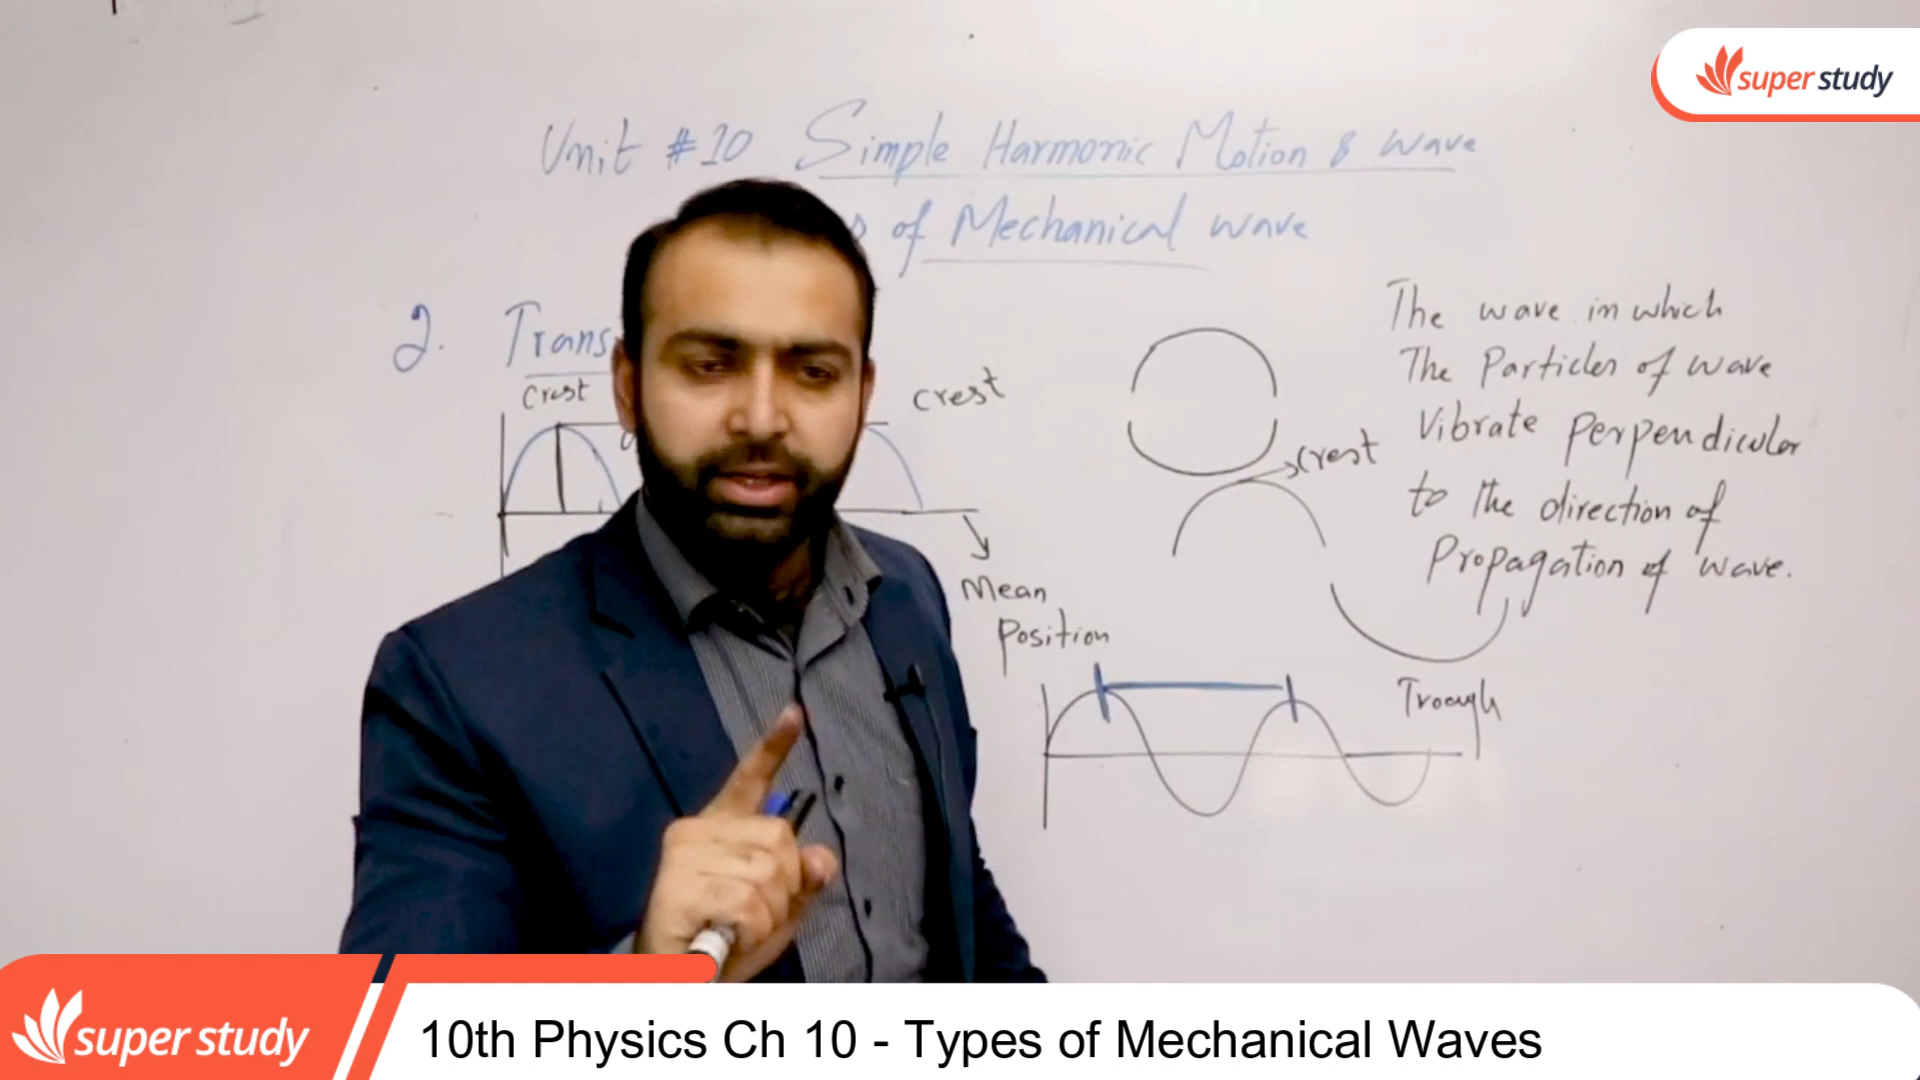 super study
Unit #10 Simple Harmonic Motion & wave
of Mechanical wave
2. Trans
Crest
crest
The wave in which
The Particles of wave
Vibrate Perpendicular
to the direction of
Propagation of wave.
crest
Mean
Position
Troough
super study
10th Physics Ch 10 - Types of Mechanical Waves